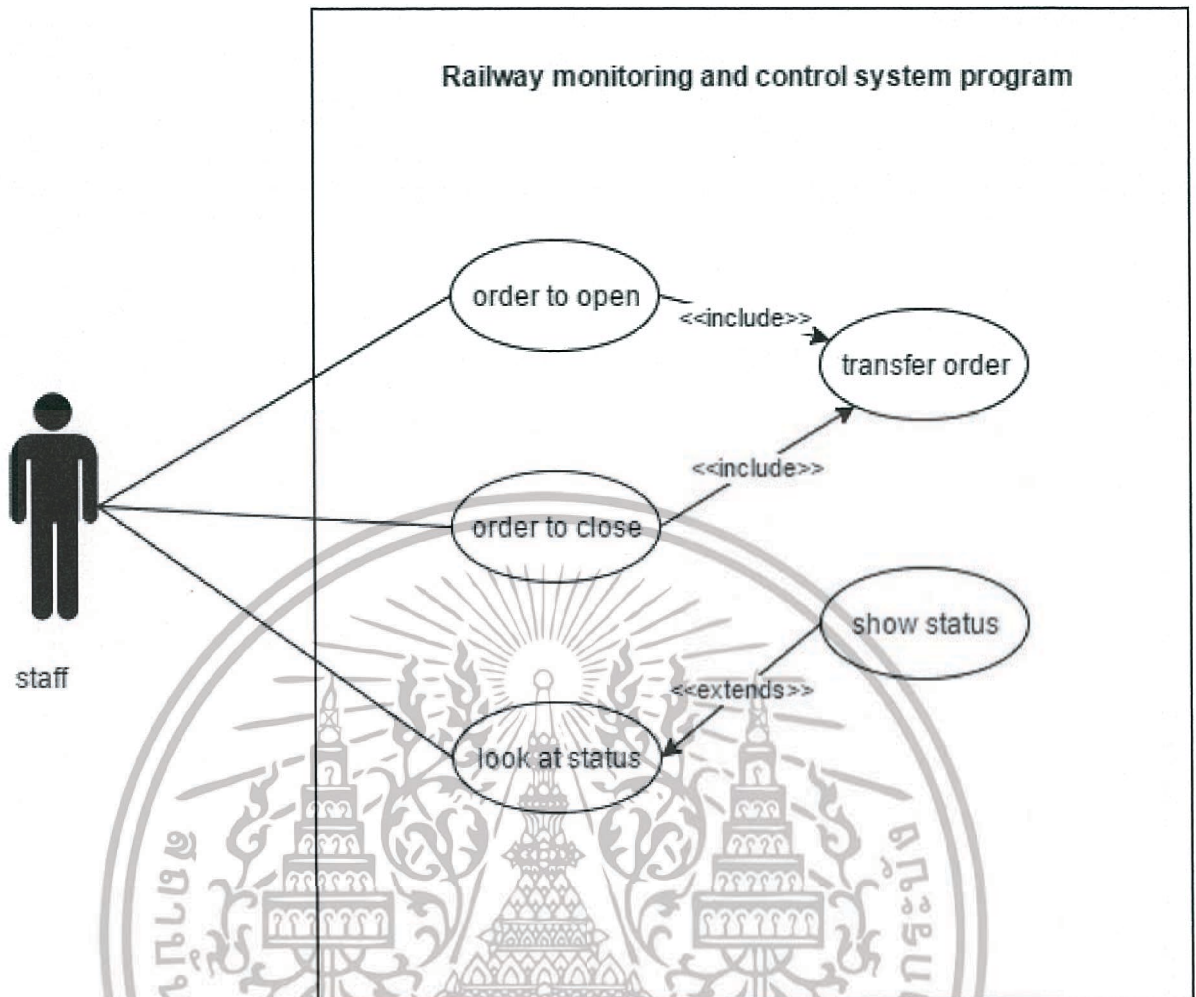 Railway monitoring and control system program
order to open
<<include>>
transfer order
<<include>>
order to close
show status
staff
<<extends>>
look at status